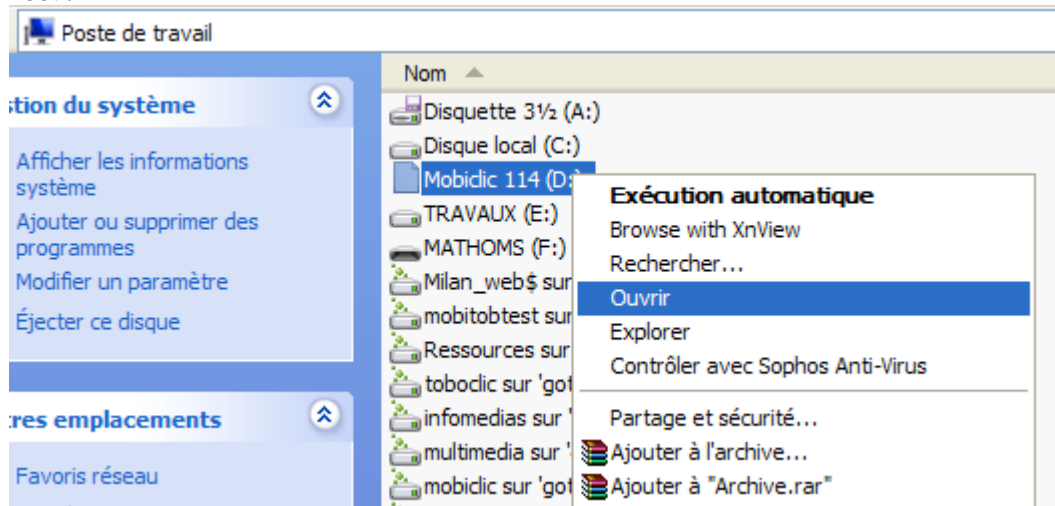 Poste de travail
stion du système
Afficher les informations
système
Ajouter ou supprimer des
programmes
Modifier un paramètre
Éjecter ce disque
tres emplacements
Favoris réseau
Nom
Disquette 3½ (A:)
Disque local (C:)
Mobiclic 114 (D:)
TRAVAUX (E:)
MATHOMS (F:)
Milan_web$ sur
mobitobtest sur
Ressources sur
toboclic sur 'got
infomedias sur '
multimedia sur '
mobiclic sur 'got
Exécution automatique
Browse with XnView
Rechercher...
Ouvrir
Explorer
Contrôler avec Sophos Anti-Virus
Partage et sécurité...
Ajouter à l'archive...
Ajouter à "Archive.rar"